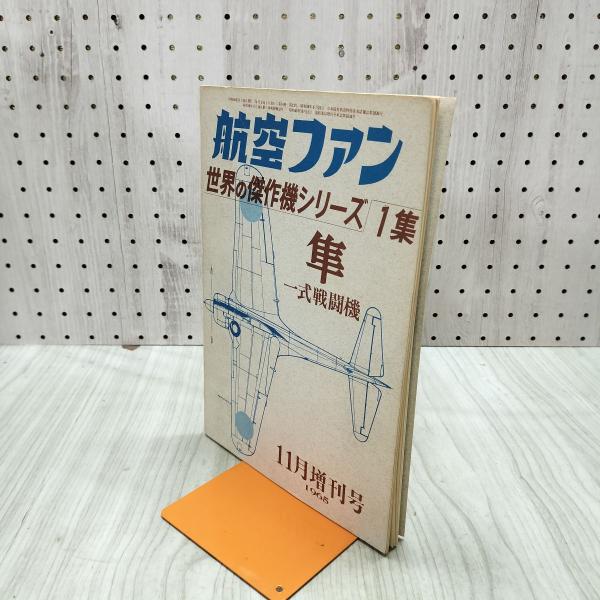 航空ファン
世界の傑作機シリーズ 1集
隼
一式戦闘機
11月増刊号
1965